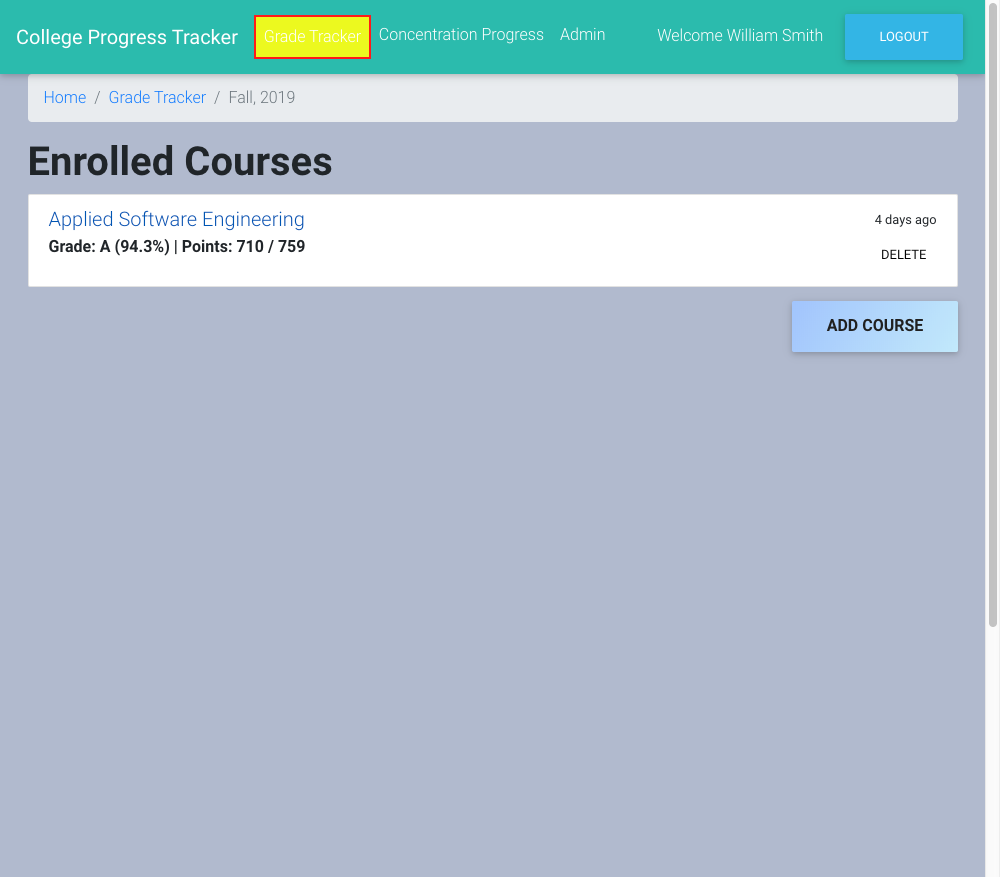 College Progress Tracker Grade Tracker Concentration Progress Admin Welcome William Smith LOGOUT
Home / Grade Tracker / Fall, 2019
Enrolled Courses
Applied Software Engineering 4 days ago
Grade: A (94.3%) | Points: 710 / 759
DELETE
ADD COURSE